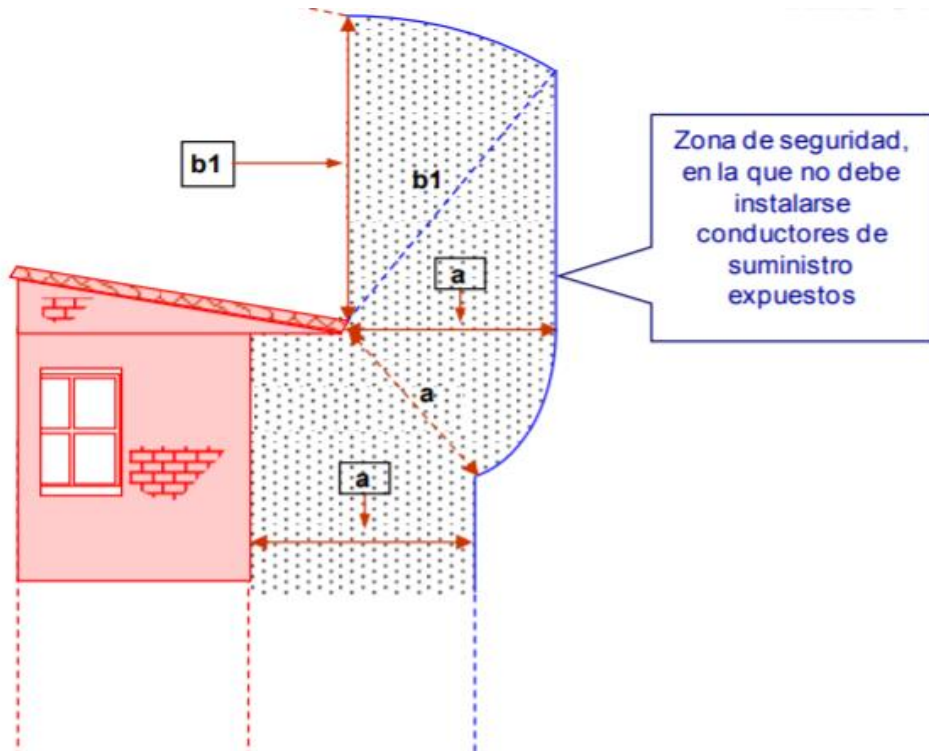 b1
b1
Zona de seguridad,
en la que no debe
instalarse
conductores de
suministro
expuestos
a
a
a